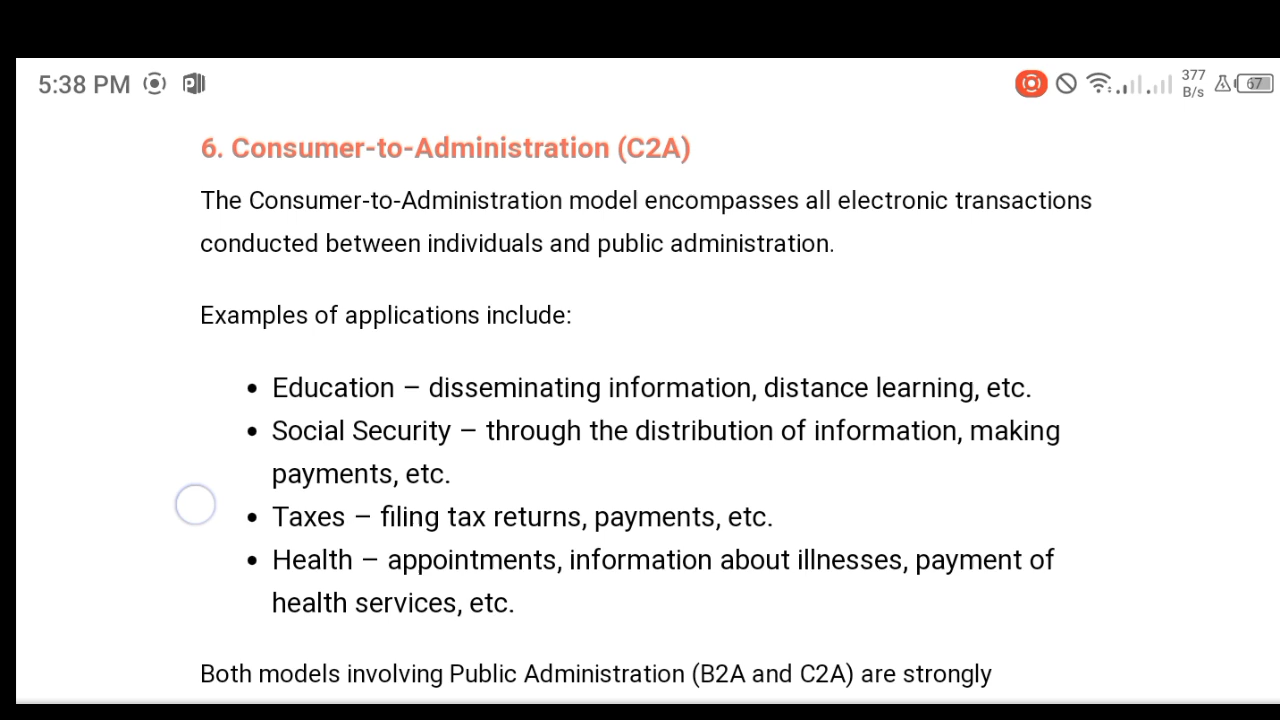 5:38 PM
377
B/s
67
6. Consumer-to-Administration (C2A)
The Consumer-to-Administration model encompasses all electronic transactions
conducted between individuals and public administration.
Examples of applications include:
• Education – disseminating information, distance learning, etc.
• Social Security – through the distribution of information, making
payments, etc.
• Taxes – filing tax returns, payments, etc.
• Health – appointments, information about illnesses, payment of
health services, etc.
Both models involving Public Administration (B2A and C2A) are strongly